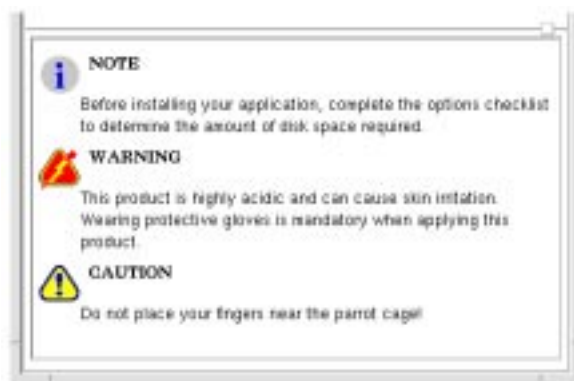 NOTE
Before installing your application, complete the options checklist
to determine the amount of disk space required.
WARNING
This product is highly acidic and can cause skin irritation.
Wearing protective gloves is mandatory when applying this
product.
CAUTION
Do not place your fingers near the parrot cage!